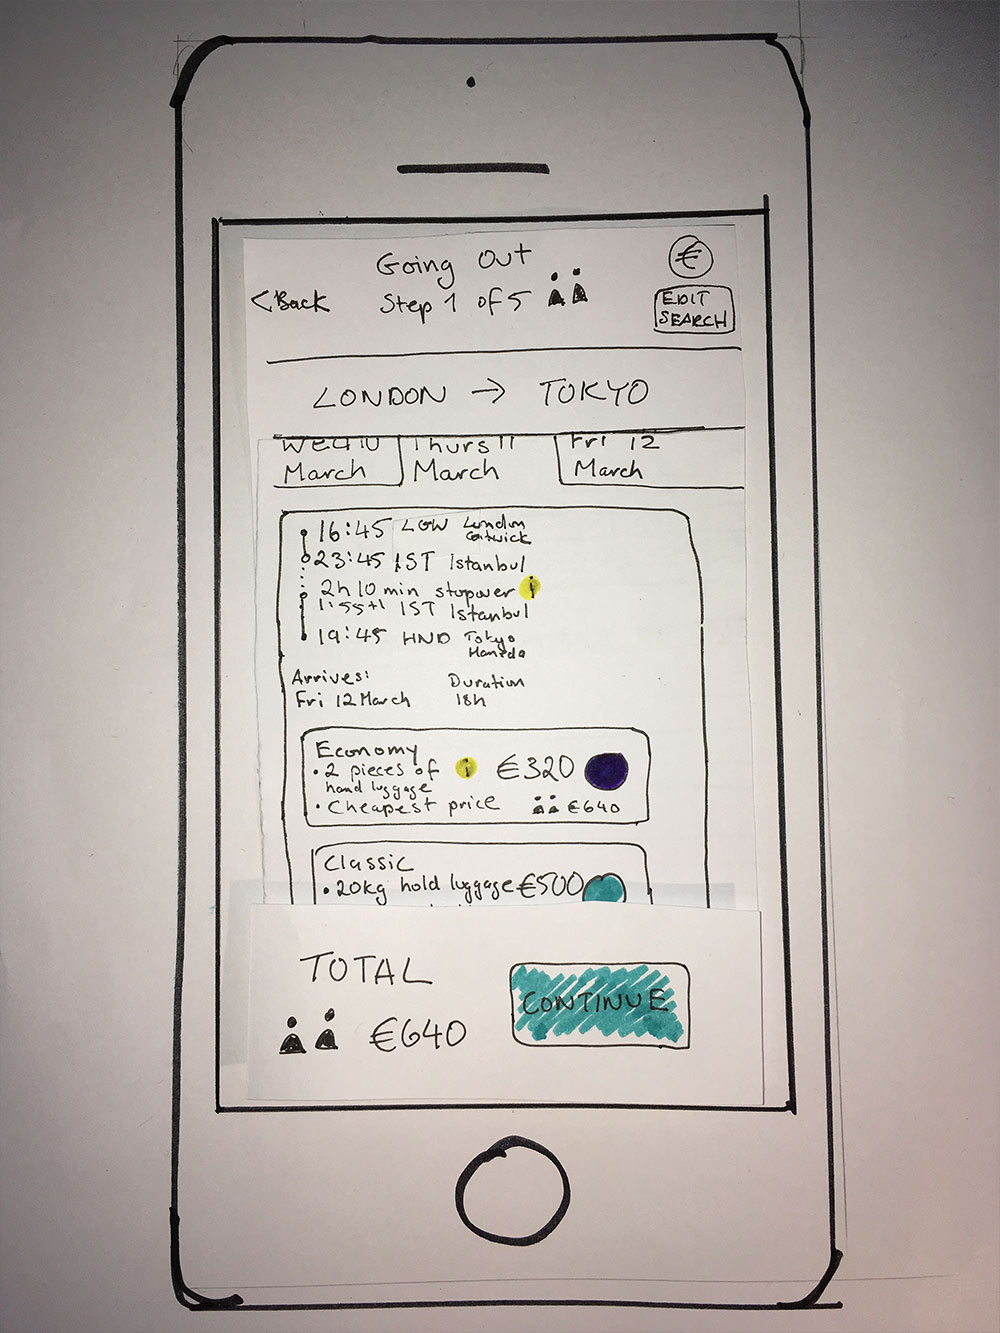 Going Out
<Back
Step 1 of 5
€
EDIT
SEARCH
LONDON → TOKYO
Wed 10
March
Thurs 11
March
Fri 12
March
16:45 LGW London
Gatwick
23:45 IST Istanbul
2h 10 min stopover i
1:55+1 IST Istanbul
19:45 HND Tokyo
Haneda
Arrives:
Fri 12 March
Duration
18h
Economy
• 2 pieces of
hand luggage
i
• Cheapest price
€320
€640
Classic
• 20kg hold luggage €500
TOTAL
€640
CONTINUE